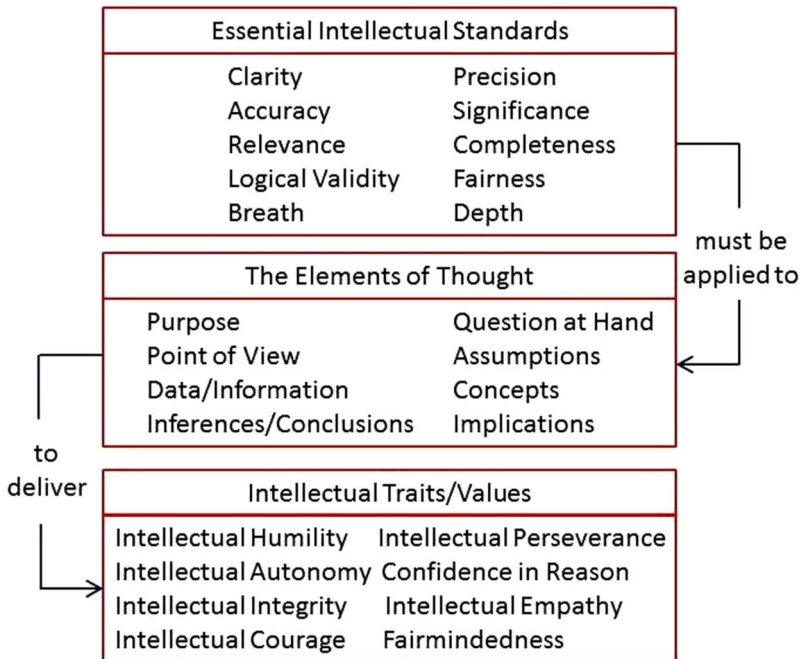 Essential Intellectual Standards
Clarity Precision
Accuracy Significance
Relevance Completeness
Logical Validity Fairness
Breath Depth
must be
applied to
The Elements of Thought
Purpose Question at Hand
Point of View Assumptions
Data/Information Concepts
Inferences/Conclusions Implications
to
deliver
Intellectual Traits/Values
Intellectual Humility Intellectual Perseverance
Intellectual Autonomy Confidence in Reason
Intellectual Integrity Intellectual Empathy
Intellectual Courage Fairmindedness